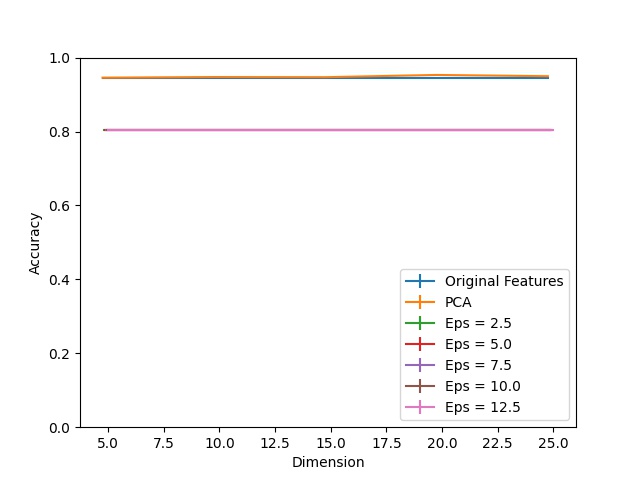 1.0
0.8
0.6
0.4
0.2
0.0
Accuracy
Original Features
PCA
Eps = 2.5
Eps = 5.0
Eps = 7.5
Eps = 10.0
Eps = 12.5
5.0 7.5 10.0 12.5 15.0 17.5 20.0 22.5 25.0
Dimension